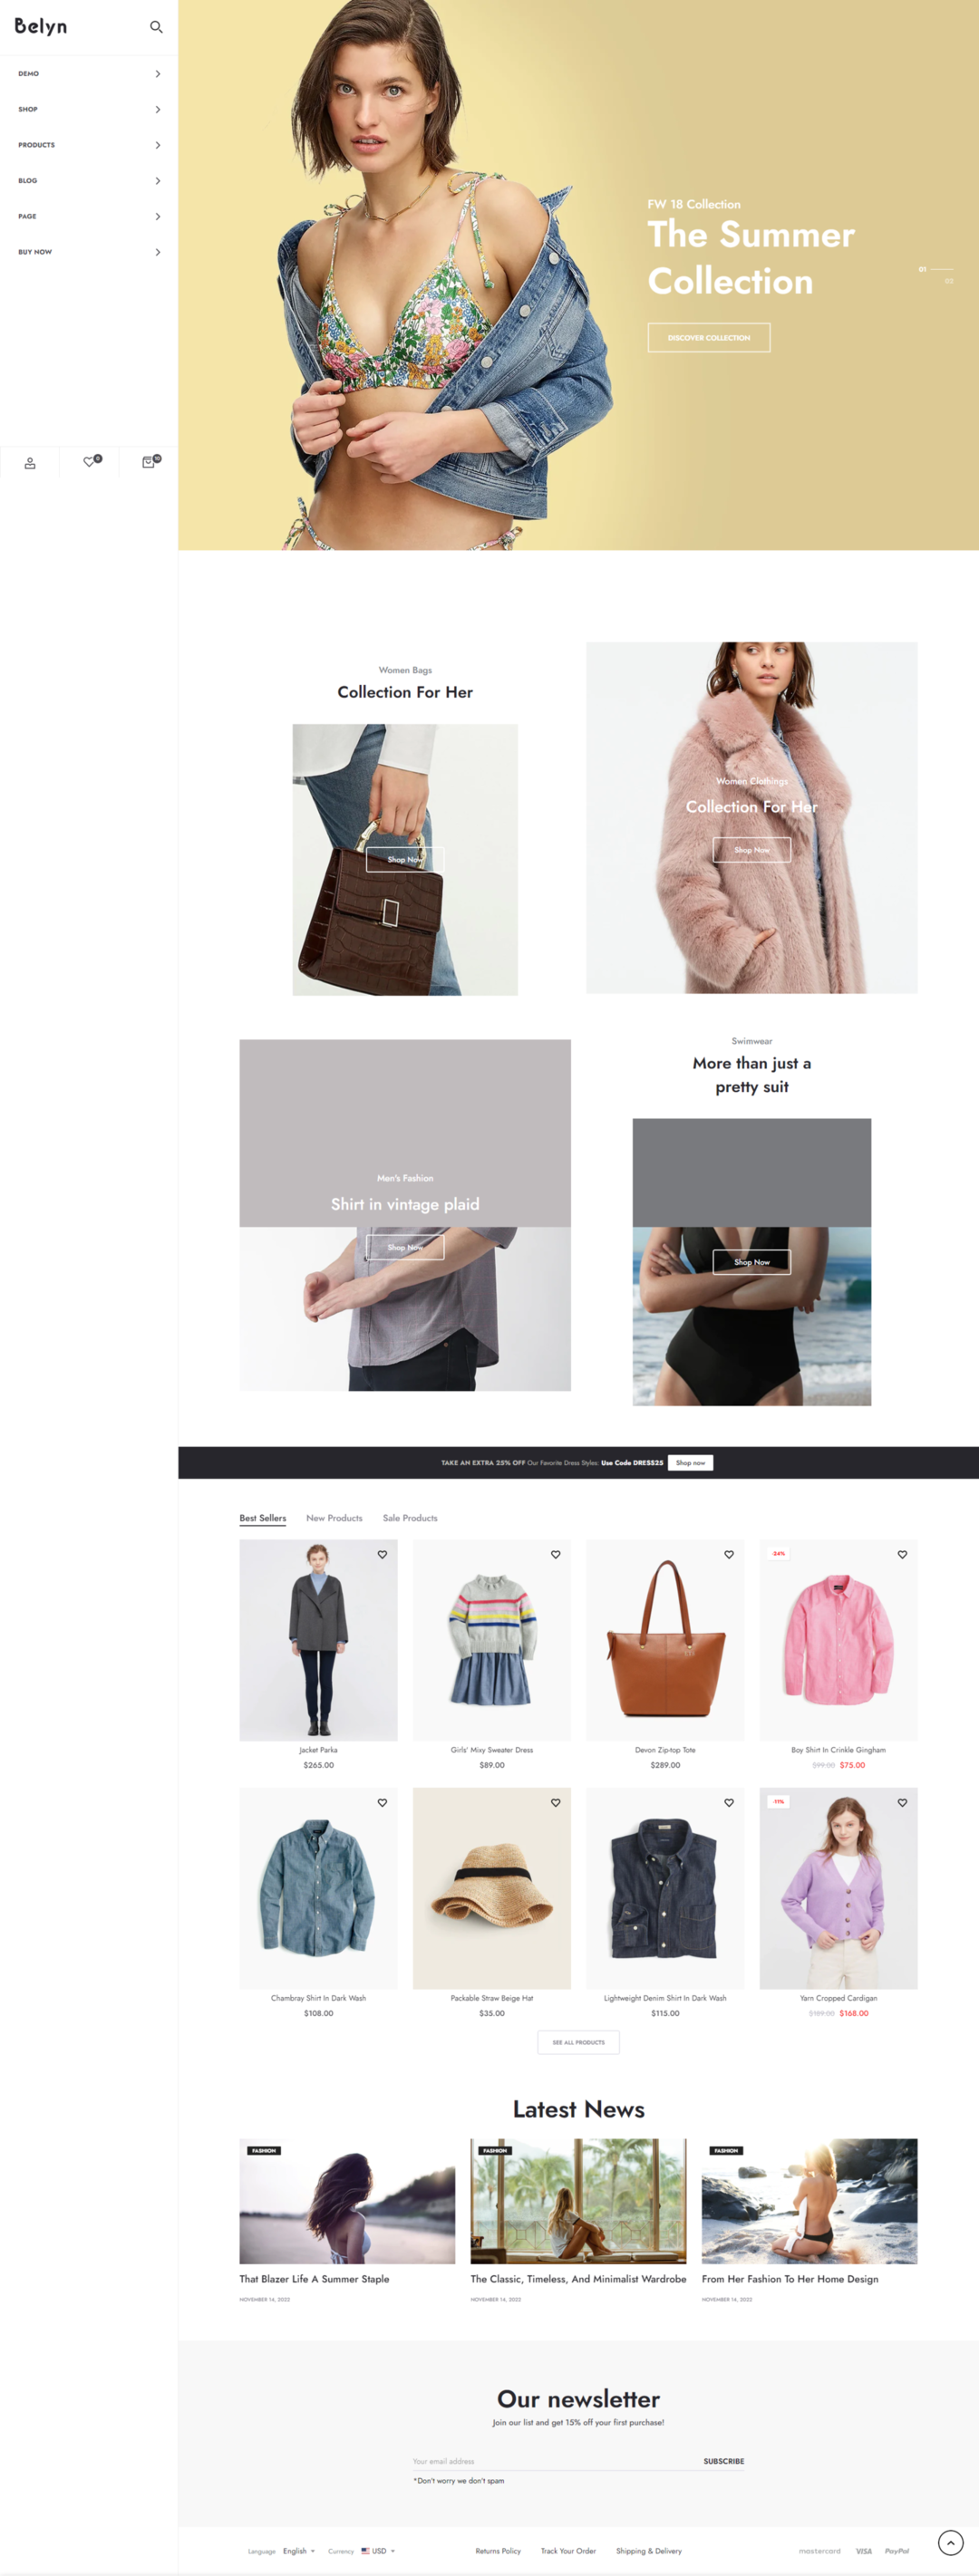 Belyn
DEMO
SHOP
PRODUCTS
BLOG
PAGE
BUY NOW
0
10
FW 18 Collection
The Summer
Collection
DISCOVER COLLECTION
01
02
Women Bags
Collection For Her
Shop Now
Women Clothings
Collection For Her
Shop Now
Men's Fashion
Shirt in vintage plaid
Shop Now
Swimwear
More than just a
pretty suit
Shop Now
TAKE AN EXTRA 25% OFF Our Favorite Dress Styles: Use Code DRESS25 Shop now
Best Sellers New Products Sale Products
Jacket Parka
$265.00
Girls' Mixy Sweater Dress
$89.00
Devon Zip-top Tote
$289.00
-24%
Boy Shirt In Crinkle Gingham
$99.00 $75.00
Chambray Shirt In Dark Wash
$108.00
Packable Straw Beige Hat
$35.00
Lightweight Denim Shirt In Dark Wash
$115.00
-11%
Yarn Cropped Cardigan
$189.00 $168.00
SEE ALL PRODUCTS
Latest News
FASHION
That Blazer Life A Summer Staple
NOVEMBER 14, 2022
FASHION
The Classic, Timeless, And Minimalist Wardrobe
NOVEMBER 14, 2022
FASHION
From Her Fashion To Her Home Design
NOVEMBER 14, 2022
Our newsletter
Join our list and get 15% off your first purchase!
Your email address SUBSCRIBE
*Don't worry we don't spam
Language English Currency USD Returns Policy Track Your Order Shipping & Delivery mastercard VISA PayPal